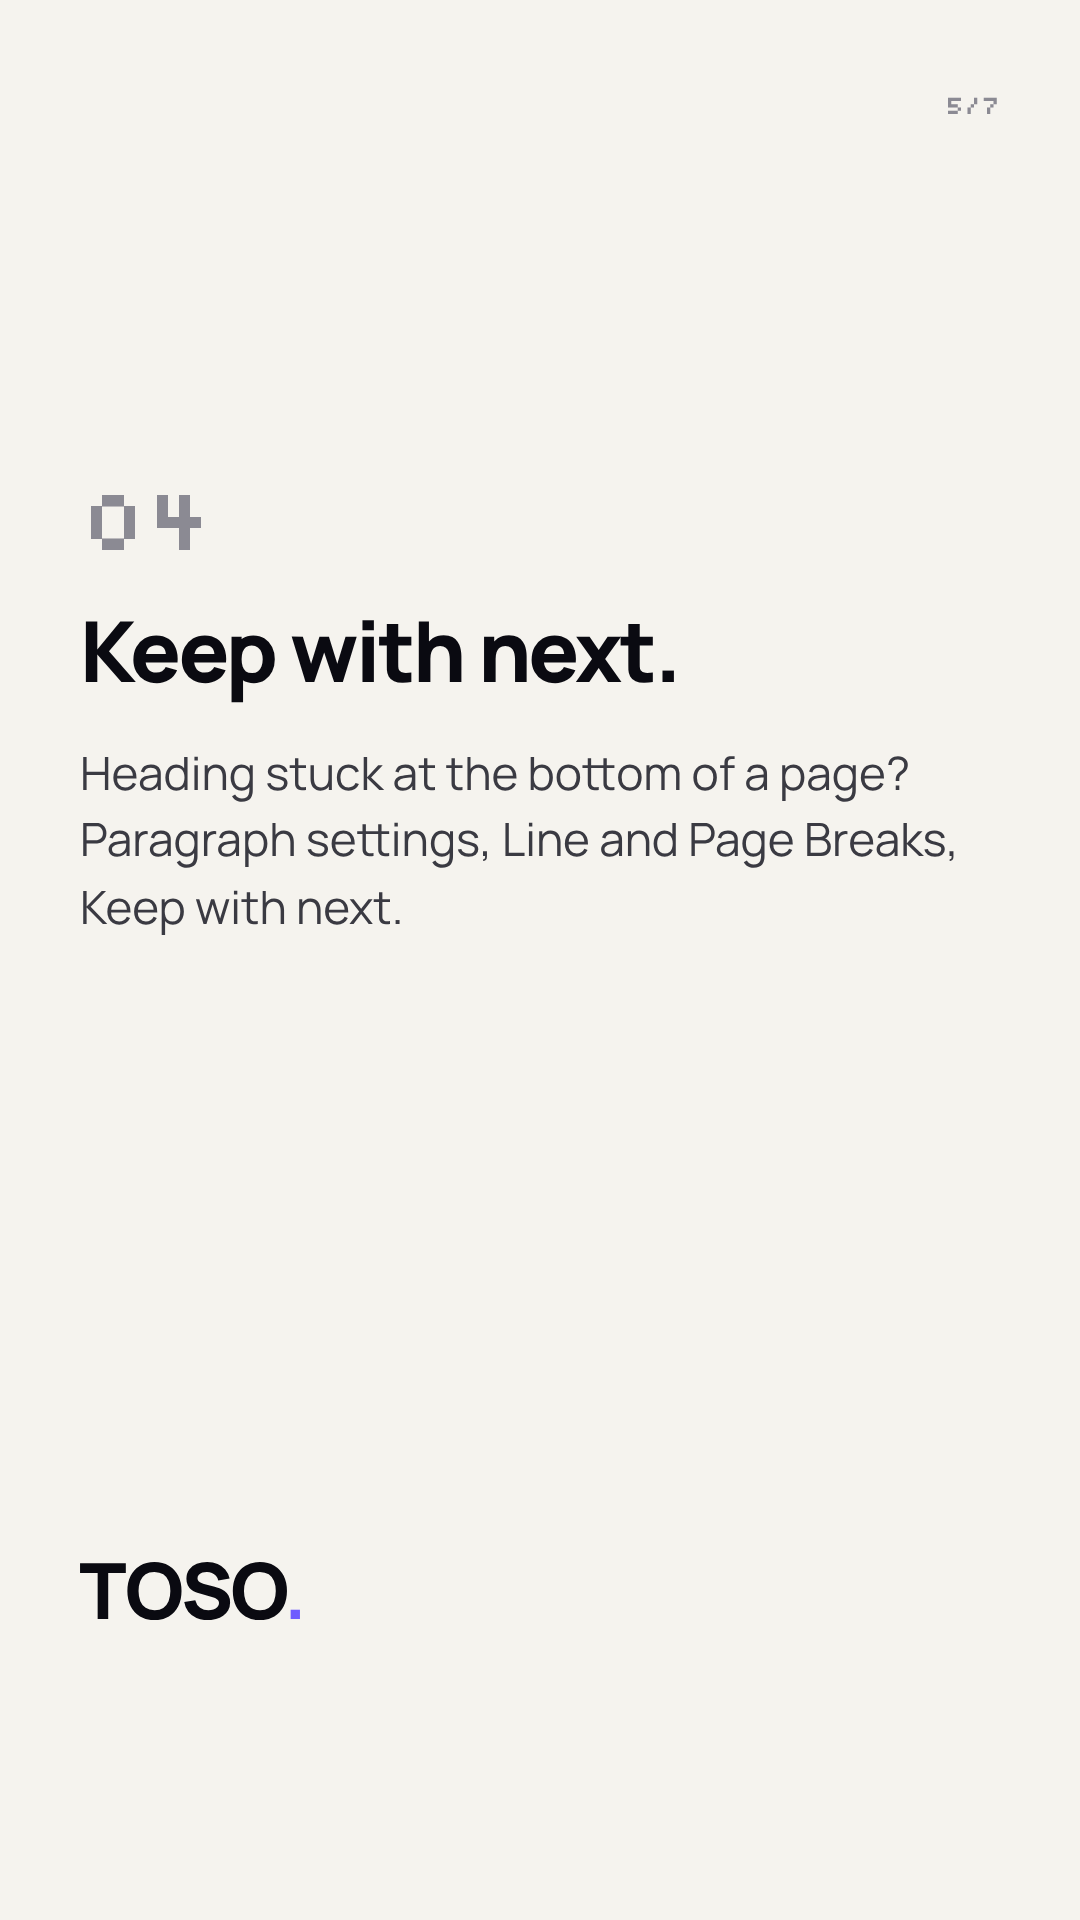 5/7
04
Keep with next.
Heading stuck at the bottom of a page?
Paragraph settings, Line and Page Breaks,
Keep with next.
TOSO.